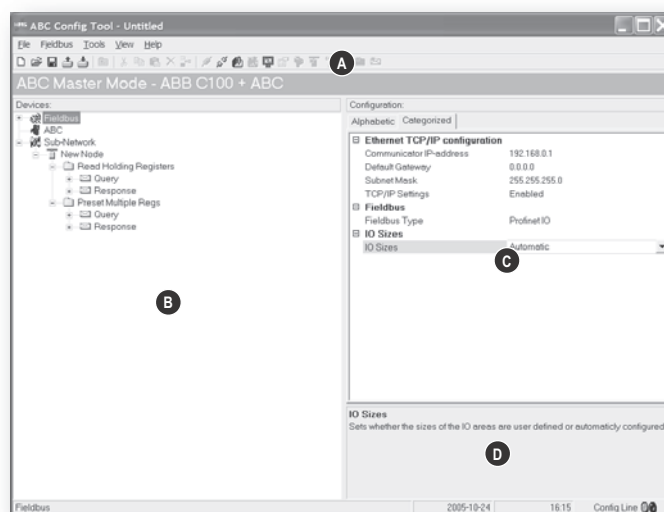 ABC Config Tool - Untitled
File Fieldbus Tools View Help
A
ABC Master Mode - ABB C100 + ABC
Devices:
Fieldbus
ABC
Sub-Network
New Node
Read Holding Registers
Query
Response
Preset Multiple Regs
Query
Response
B
Configuration:
Alphabetic Categorized
Ethernet TCP/IP configuration
Communicator IP-address 192.168.0.1
Default Gateway 0.0.0.0
Subnet Mask 255.255.255.0
TCP/IP Settings Enabled
Fieldbus
Fieldbus Type Profinet IO
IO Sizes
IO Sizes Automatic
C
IO Sizes
Sets whether the sizes of the IO areas are user defined or automaticly configured
D
Fieldbus 2005-10-24 16:15 Config Line